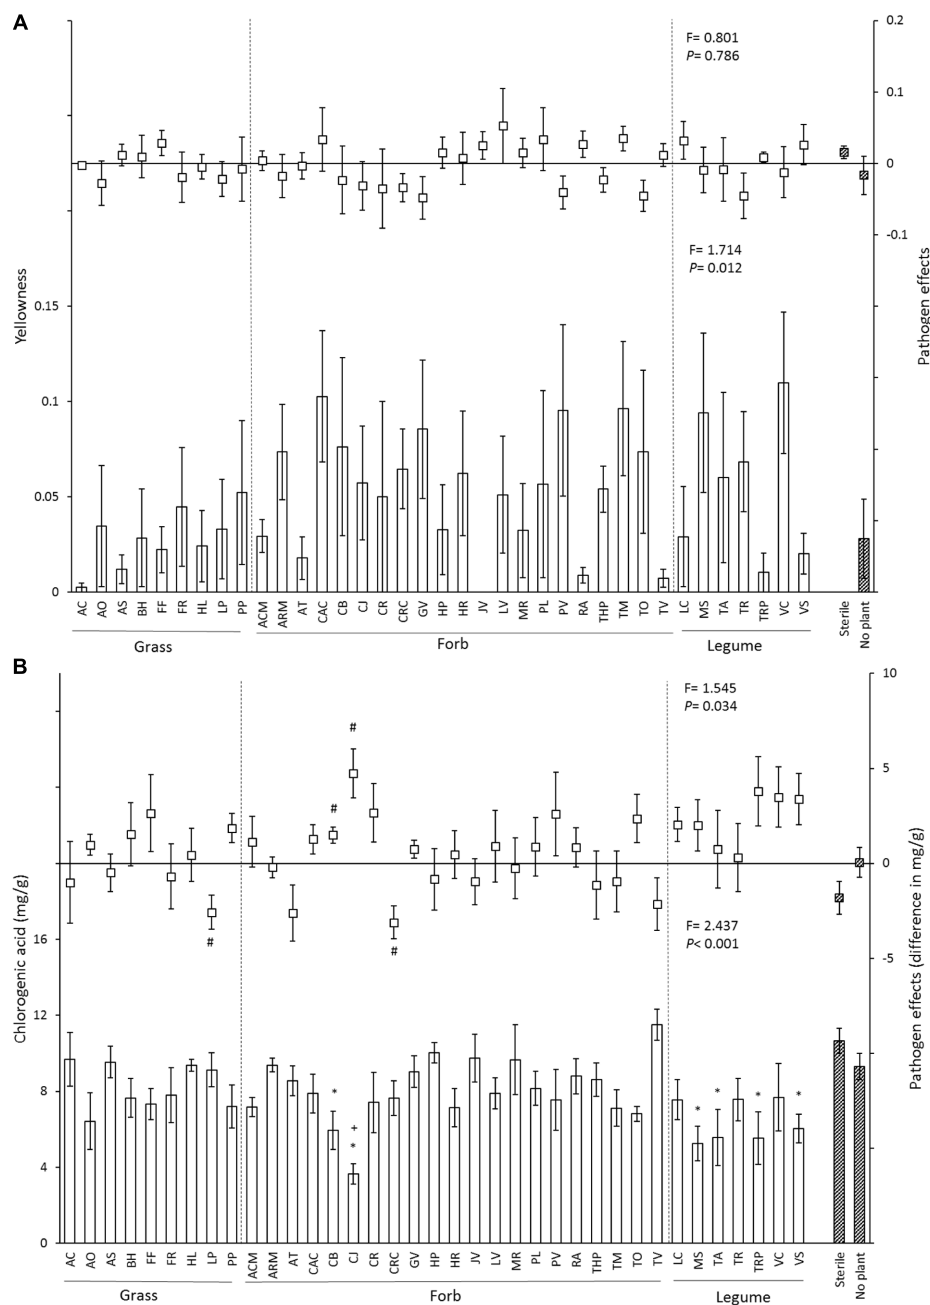 A
F= 0.801
P= 0.786
F= 1.714
P= 0.012
Yellowness
0.15
0.1
0.05
0
0.2
0.1
0
-0.1
Pathogen effects
AC AO AS BH FF FR HL LP PP ACM ARM AT CAC CB CJ CR CRC GV HP HR JV LV MR PL PV RA THP TM TO TV LC MS TA TR TRP VC VS Sterile No plant
Grass Forb Legume
B
F= 1.545
P= 0.034
#
#
#
#
F= 2.437
P< 0.001
Chlorogenic acid (mg/g)
16
12
8
4
0
10
5
0
-5
Pathogen effects (difference in mg/g)
*
+
*
*
*
*
*
AC AO AS BH FF FR HL LP PP ACM ARM AT CAC CB CJ CR CRC GV HP HR JV LV MR PL PV RA THP TM TO TV LC MS TA TR TRP VC VS Sterile No plant
Grass Forb Legume